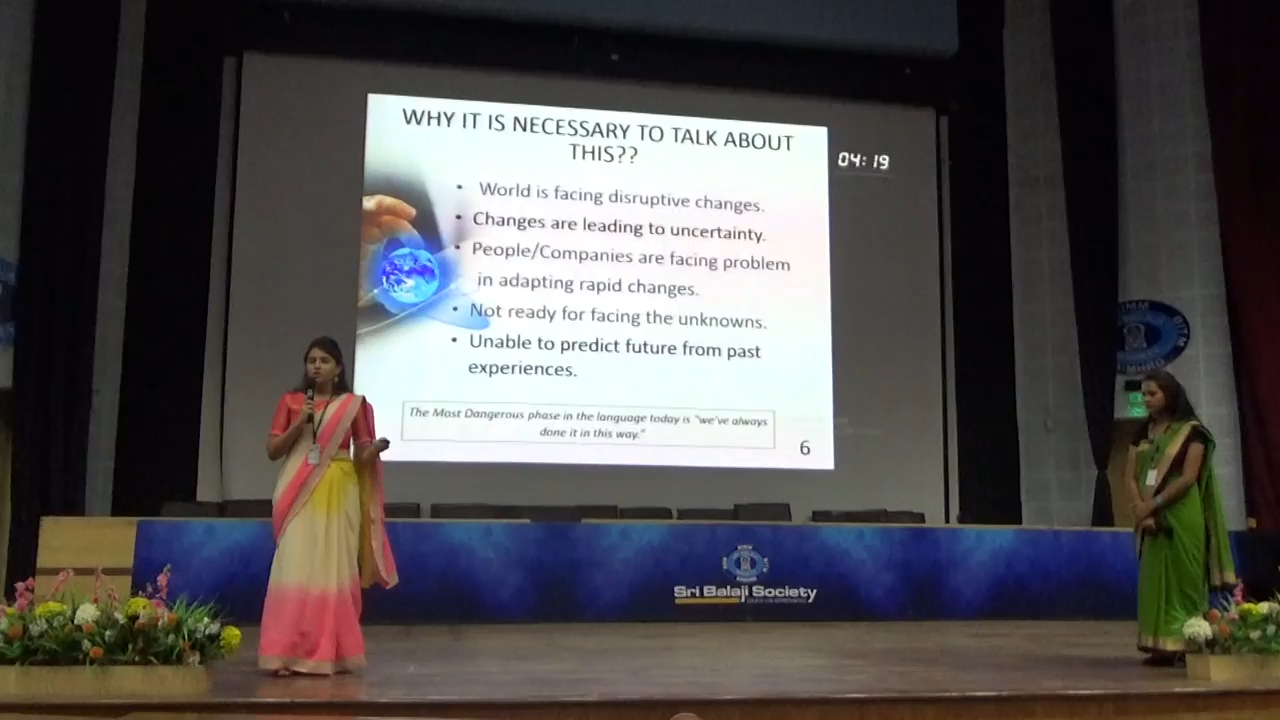 WHY IT IS NECESSARY TO TALK ABOUT
THIS??
04:19
• World is facing disruptive changes.
• Changes are leading to uncertainty.
• People/Companies are facing problem
in adapting rapid changes.
• Not ready for facing the unknowns.
• Unable to predict future from past
experiences.
The Most Dangerous phase in the language today is "we've always
done it in this way."
6
Sri Balaji Society